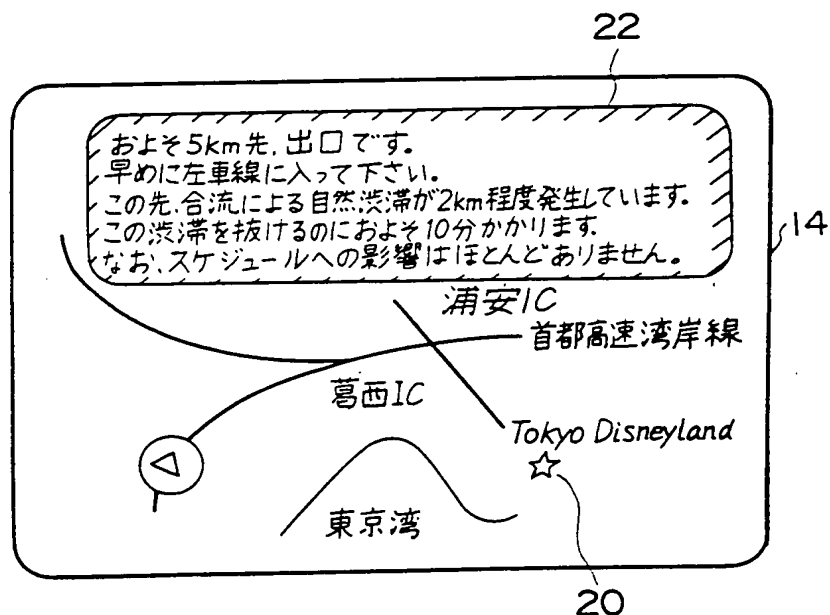 22
およそ5km先、出口です。
早めに左車線に入って下さい。
この先、合流による自然渋滞が2km程度発生しています。
この渋滞を抜けるのにおよそ10分かかります。
なお、スケジュールへの影響はほとんどありません。
14
浦安IC
首都高速湾岸線
葛西IC
Tokyo Disneyland
東京湾
20